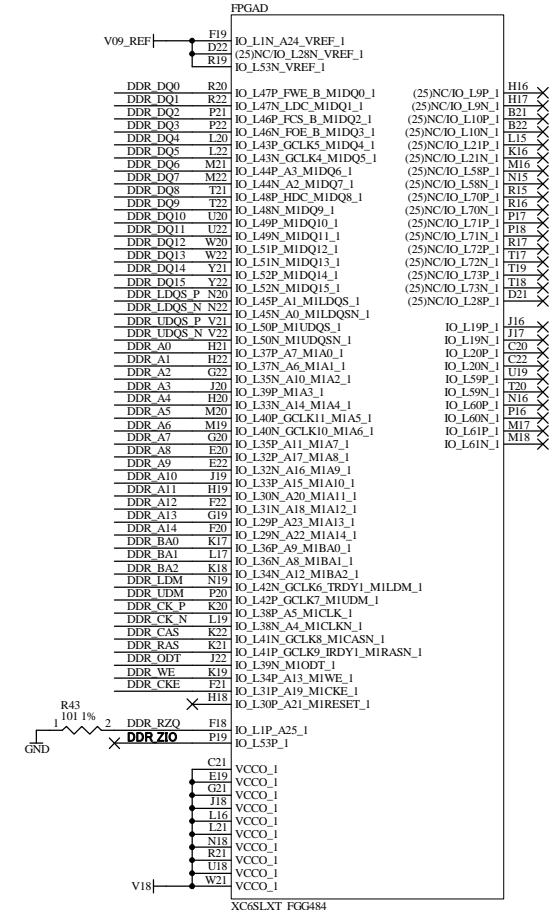 FPGAD
V09_REF F19 IO_L1N_A24_VREF_1
D22 (25)NC/IO_L28N_VREF_1
R19 IO_L53N_VREF_1
DDR_DQ0 R20 IO_L47P_FWE_B_M1DQ0_1 (25)NC/IO_L9P_1 H16
DDR_DQ1 R22 IO_L47N_LDC_M1DQ1_1 (25)NC/IO_L9N_1 H17
DDR_DQ2 P21 IO_L46P_FCS_B_M1DQ2_1 (25)NC/IO_L10P_1 B21
DDR_DQ3 P22 IO_L46N_FOE_B_M1DQ3_1 (25)NC/IO_L10N_1 B22
DDR_DQ4 L20 IO_L43P_GCLK5_M1DQ4_1 (25)NC/IO_L21P_1 L15
DDR_DQ5 L22 IO_L43N_GCLK4_M1DQ5_1 (25)NC/IO_L21N_1 K16
DDR_DQ6 M21 IO_L44P_A3_M1DQ6_1 (25)NC/IO_L58P_1 M16
DDR_DQ7 M22 IO_L44N_A2_M1DQ7_1 (25)NC/IO_L58N_1 N15
DDR_DQ8 T21 IO_L48P_HDC_M1DQ8_1 (25)NC/IO_L70P_1 R15
DDR_DQ9 T22 IO_L48N_M1DQ9_1 (25)NC/IO_L70N_1 R16
DDR_DQ10 U20 IO_L49P_M1DQ10_1 (25)NC/IO_L71P_1 P17
DDR_DQ11 U22 IO_L49N_M1DQ11_1 (25)NC/IO_L71N_1 P18
DDR_DQ12 W20 IO_L51P_M1DQ12_1 (25)NC/IO_L72P_1 R17
DDR_DQ13 W22 IO_L51N_M1DQ13_1 (25)NC/IO_L72N_1 T17
DDR_DQ14 Y21 IO_L52P_M1DQ14_1 (25)NC/IO_L73P_1 T19
DDR_DQ15 Y22 IO_L52N_M1DQ15_1 (25)NC/IO_L73N_1 T18
DDR_LDQS_P N20 IO_L45P_A1_M1LDQS_1 (25)NC/IO_L28P_1 D21
DDR_LDQS_N N22 IO_L45N_A0_M1LDQSN_1
DDR_UDQS_P V21 IO_L50P_M1UDQS_1 IO_L19P_1 J16
DDR_UDQS_N V22 IO_L50N_M1UDQSN_1 IO_L19N_1 J17
DDR_A0 H21 IO_L37P_A7_M1A0_1 IO_L20P_1 C20
DDR_A1 H22 IO_L37N_A6_M1A1_1 IO_L20N_1 C22
DDR_A2 G22 IO_L35N_A10_M1A2_1 IO_L59P_1 U19
DDR_A3 J20 IO_L39P_M1A3_1 IO_L59N_1 T20
DDR_A4 H20 IO_L33N_A14_M1A4_1 IO_L60P_1 N16
DDR_A5 M20 IO_L40P_GCLK11_M1A5_1 IO_L60N_1 P16
DDR_A6 M19 IO_L40N_GCLK10_M1A6_1 IO_L61P_1 M17
DDR_A7 G20 IO_L35P_A11_M1A7_1 IO_L61N_1 M18
DDR_A8 E20 IO_L32P_A17_M1A8_1
DDR_A9 E22 IO_L32N_A16_M1A9_1
DDR_A10 J19 IO_L33P_A15_M1A10_1
DDR_A11 H19 IO_L30N_A20_M1A11_1
DDR_A12 F22 IO_L31N_A18_M1A12_1
DDR_A13 G19 IO_L29P_A23_M1A13_1
DDR_A14 F20 IO_L29N_A22_M1A14_1
DDR_BA0 K17 IO_L36P_A9_M1BA0_1
DDR_BA1 L17 IO_L36N_A8_M1BA1_1
DDR_BA2 K18 IO_L34N_A12_M1BA2_1
DDR_LDM N19 IO_L42N_GCLK6_TRDY1_M1LDM_1
DDR_UDM P20 IO_L42P_GCLK7_M1UDM_1
DDR_CK_P K20 IO_L38P_A5_M1CLK_1
DDR_CK_N L19 IO_L38N_A4_M1CLKN_1
DDR_CAS K22 IO_L41N_GCLK8_M1CASN_1
DDR_RAS K21 IO_L41P_GCLK9_IRDY1_M1RASN_1
DDR_ODT J22 IO_L39N_M1ODT_1
DDR_WE K19 IO_L34P_A13_M1WE_1
DDR_CKE F21 IO_L31P_A19_M1CKE_1
H18 IO_L30P_A21_M1RESET_1
R43
101 1%
GND 1 2 DDR_RZQ F18 IO_L1P_A25_1
DDR_ZIO P19 IO_L53P_1
C21 VCCO_1
E19 VCCO_1
G21 VCCO_1
J18 VCCO_1
L16 VCCO_1
L21 VCCO_1
N18 VCCO_1
R21 VCCO_1
U18 VCCO_1
V18 W21 VCCO_1
XC6SLXT_FGG484